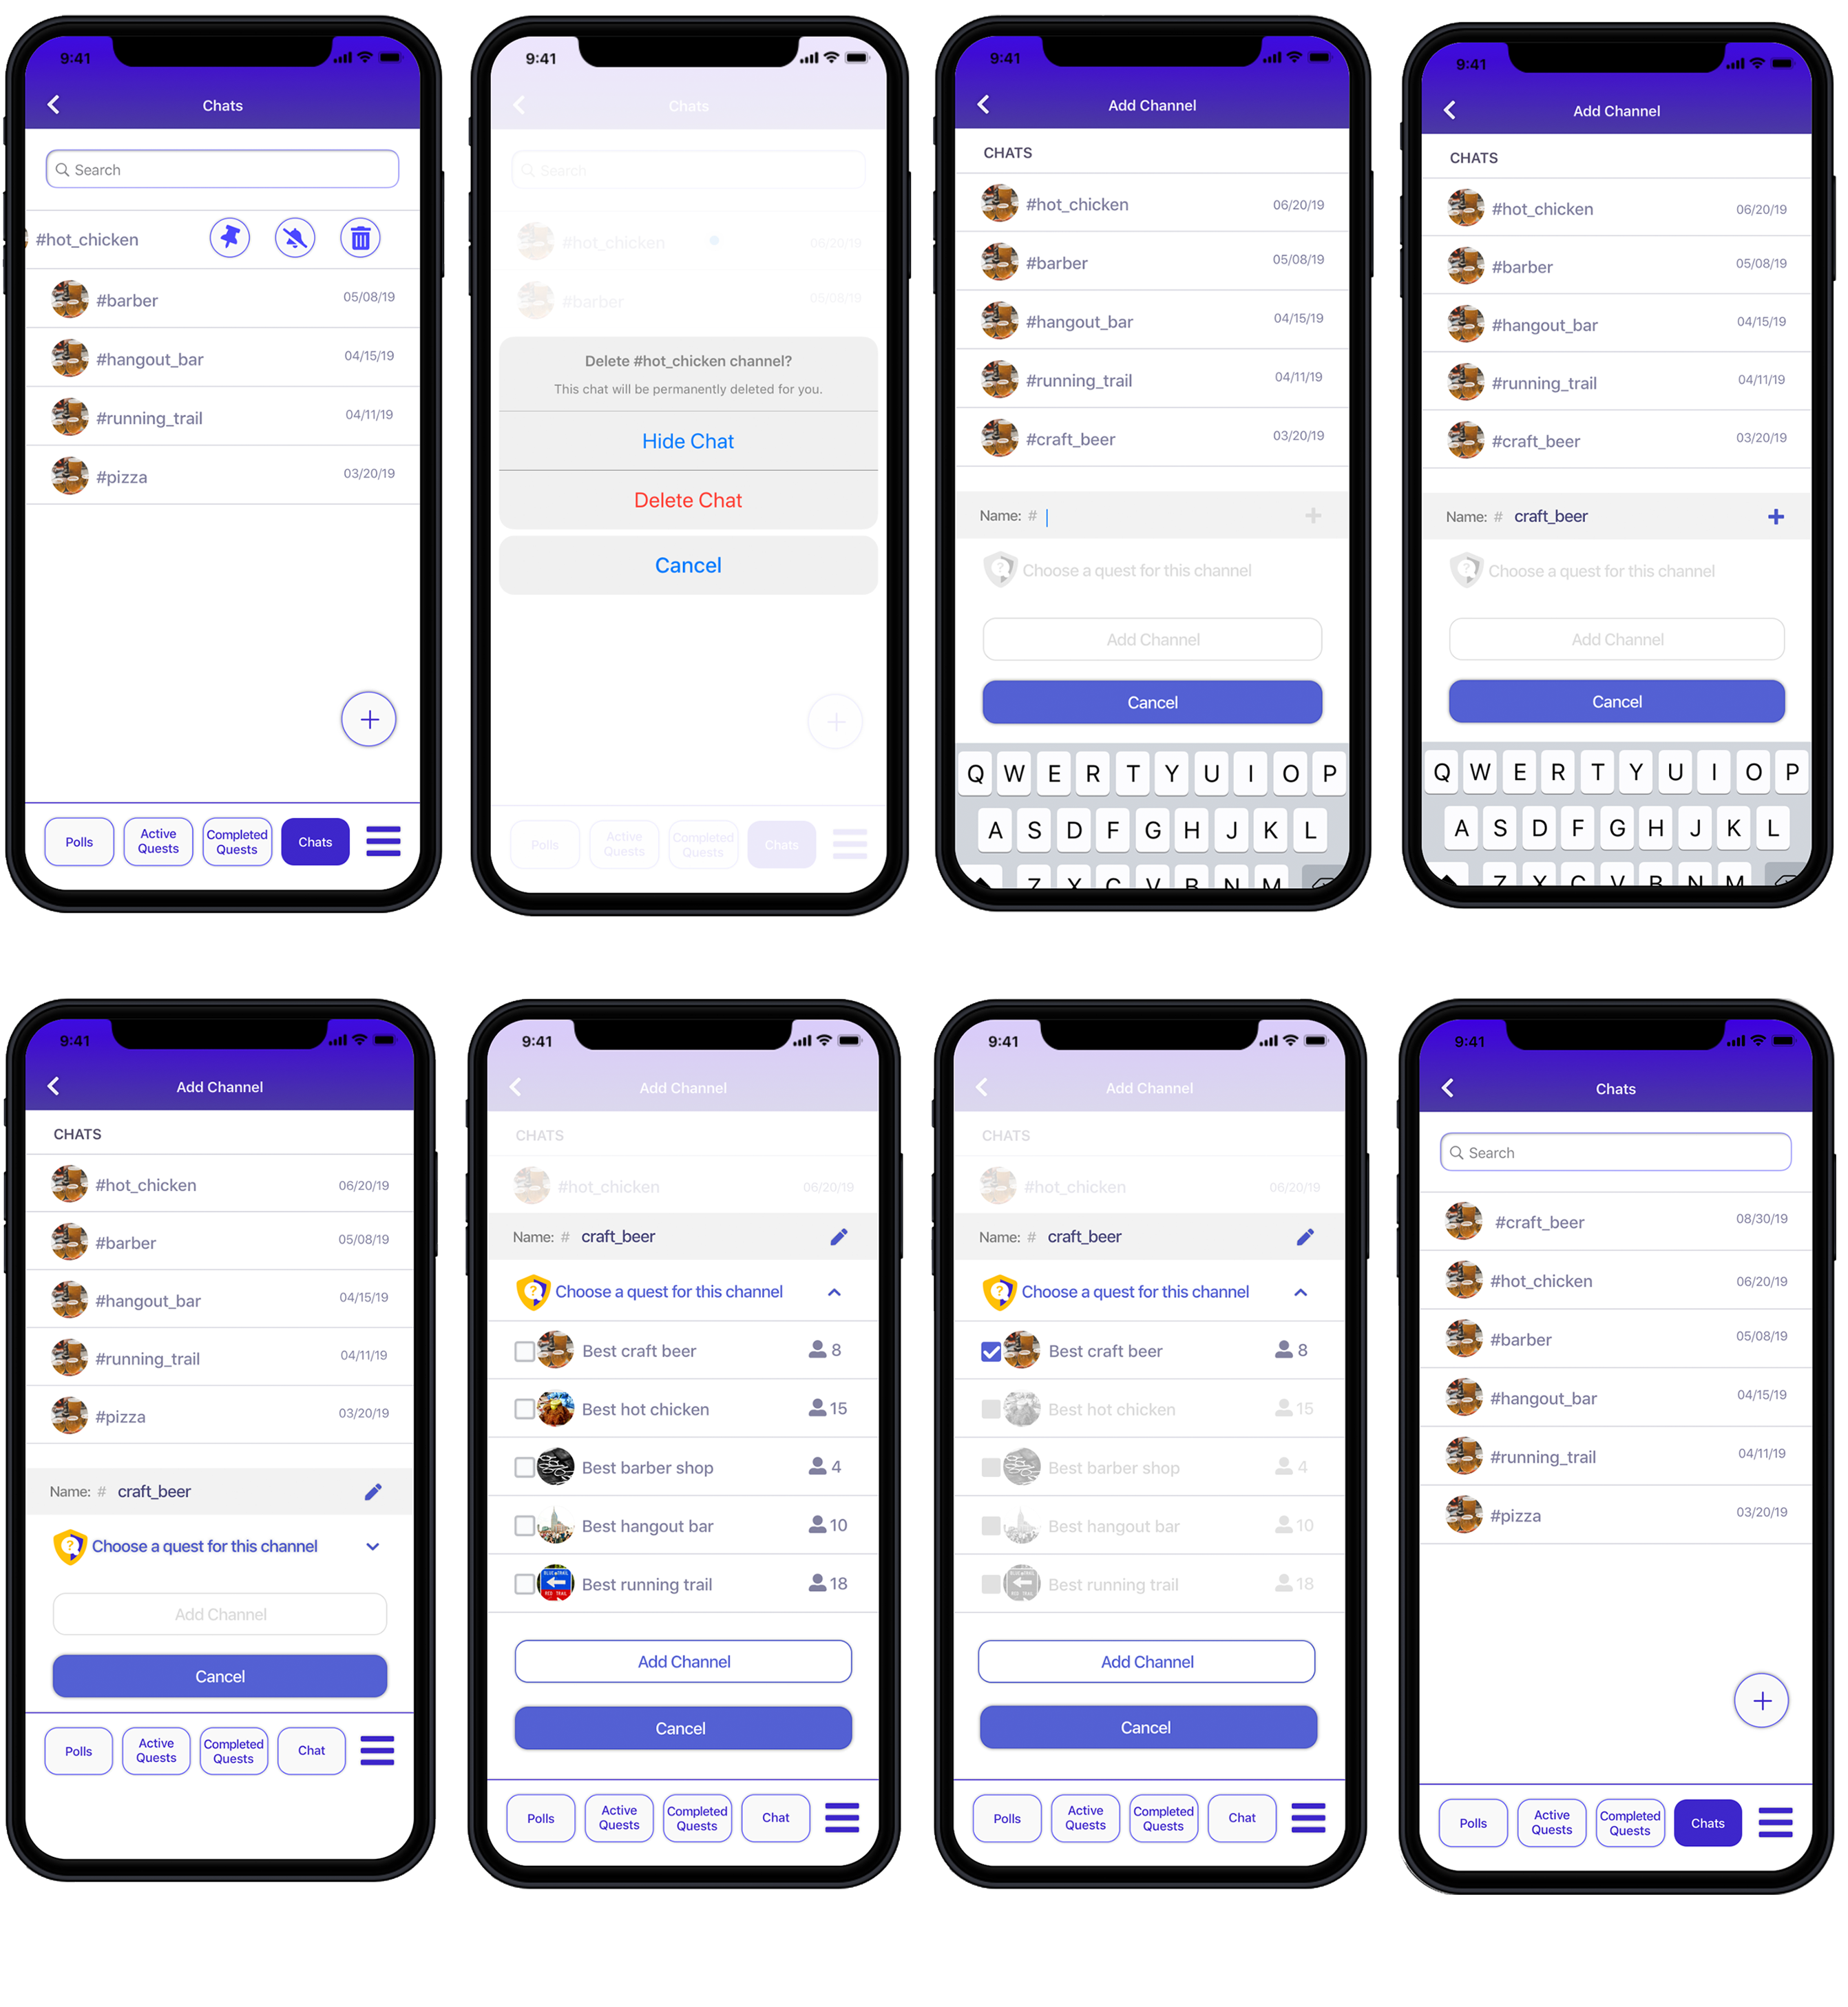 9:41
Chats
Search
#hot_chicken
#barber 05/08/19
#hangout_bar 04/15/19
#running_trail 04/11/19
#pizza 03/20/19
Polls
Active Quests
Completed Quests
Chats
9:41
Chats
Search
#hot_chicken 06/20/19
#barber 05/08/19
Delete #hot_chicken channel?
This chat will be permanently deleted for you.
Hide Chat
Delete Chat
Cancel
Polls
Active Quests
Completed Quests
Chats
9:41
Add Channel
CHATS
#hot_chicken 06/20/19
#barber 05/08/19
#hangout_bar 04/15/19
#running_trail 04/11/19
#craft_beer 03/20/19
Name: #
Choose a quest for this channel
Add Channel
Cancel
Q W E R T Y U I O P
A S D F G H J K L
Z X C V B N M
9:41
Add Channel
CHATS
#hot_chicken 06/20/19
#barber 05/08/19
#hangout_bar 04/15/19
#running_trail 04/11/19
#craft_beer 03/20/19
Name: # craft_beer
Choose a quest for this channel
Add Channel
Cancel
Q W E R T Y U I O P
A S D F G H J K L
Z X C V B N M
9:41
Add Channel
CHATS
#hot_chicken 06/20/19
#barber 05/08/19
#hangout_bar 04/15/19
#running_trail 04/11/19
#pizza 03/20/19
Name: # craft_beer
Choose a quest for this channel
Add Channel
Cancel
Polls
Active Quests
Completed Quests
Chat
9:41
Add Channel
CHATS
#hot_chicken 06/20/19
Name: # craft_beer
Choose a quest for this channel
Best craft beer 8
Best hot chicken 15
Best barber shop 4
Best hangout bar 10
Best running trail 18
Add Channel
Cancel
Polls
Active Quests
Completed Quests
Chat
9:41
Add Channel
CHATS
#hot_chicken 06/20/19
Name: # craft_beer
Choose a quest for this channel
Best craft beer 8
Best hot chicken 15
Best barber shop 4
Best hangout bar 10
Best running trail 18
Add Channel
Cancel
Polls
Active Quests
Completed Quests
Chat
9:41
Chats
Search
#craft_beer 08/30/19
#hot_chicken 06/20/19
#barber 05/08/19
#hangout_bar 04/15/19
#running_trail 04/11/19
#pizza 03/20/19
Polls
Active Quests
Completed Quests
Chats